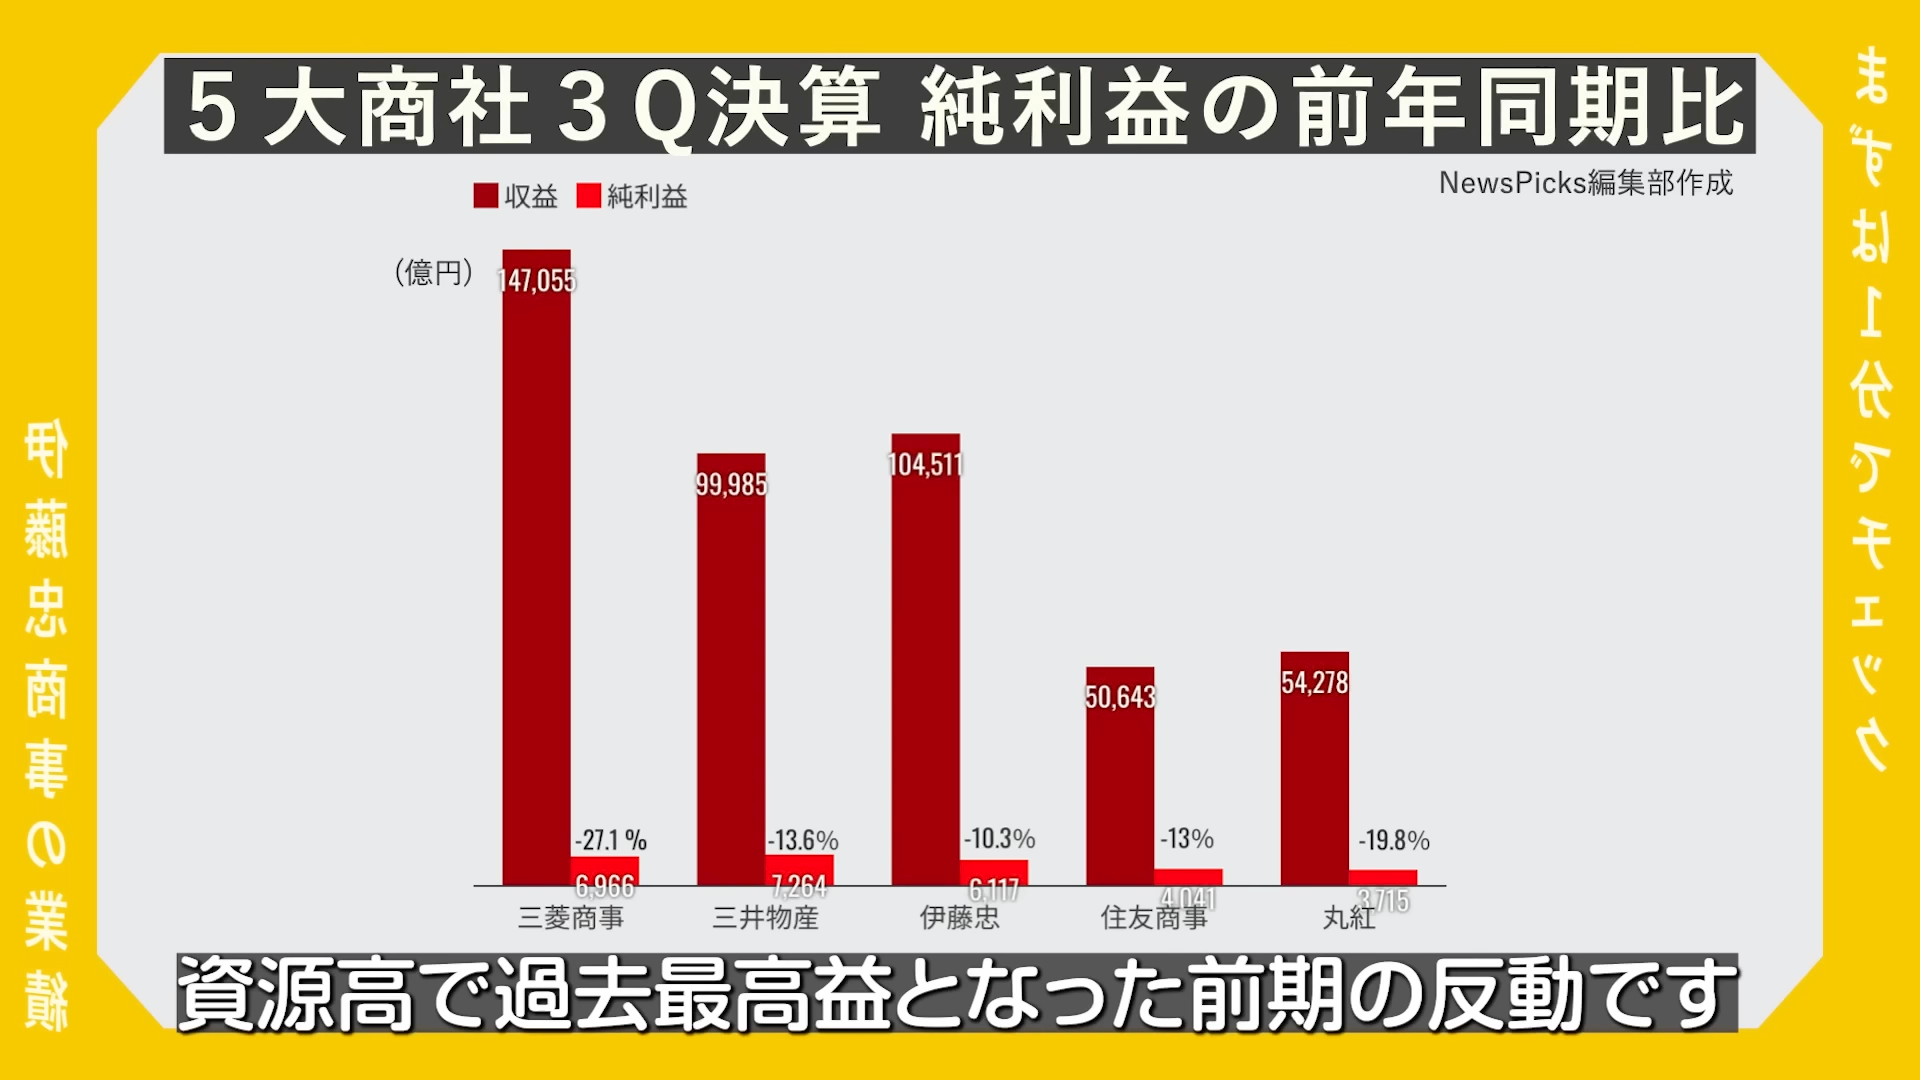 5大商社3Q決算 純利益の前年同期比
NewsPicks編集部作成
収益 純利益
(億円)
147,055
99,985
104,511
50,643
54,278
-27.1 %
-13.6%
-10.3%
-13%
-19.8%
6,966
7,264
6,117
4,041
3,715
三菱商事
三井物産
伊藤忠
住友商事
丸紅
資源高で過去最高益となった前期の反動です
伊藤忠商事の業績
まずは1分でチェック